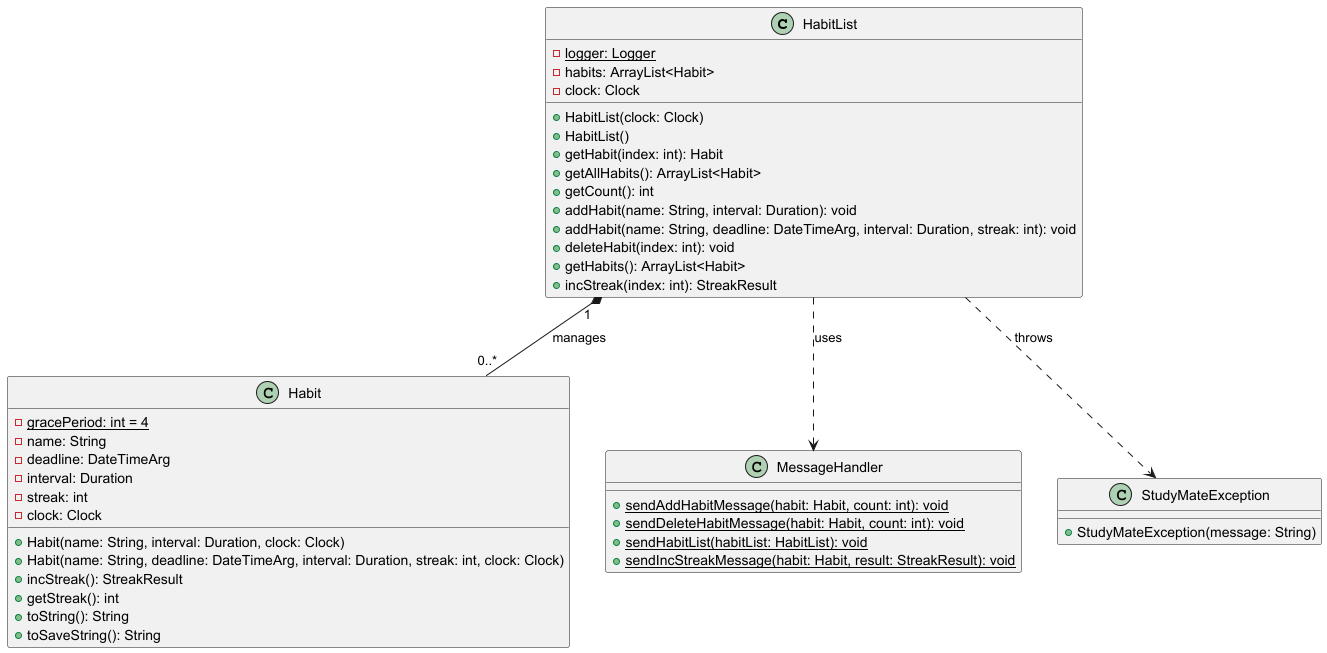 C HabitList
logger: Logger
habits: ArrayList<Habit>
clock: Clock
HabitList(clock: Clock)
HabitList()
getHabit(index: int): Habit
getAllHabits(): ArrayList<Habit>
getCount(): int
addHabit(name: String, interval: Duration): void
addHabit(name: String, deadline: DateTimeArg, interval: Duration, streak: int): void
deleteHabit(index: int): void
getHabits(): ArrayList<Habit>
incStreak(index: int): StreakResult
1
manages
uses
throws
0..*
C Habit
gracePeriod: int = 4
name: String
deadline: DateTimeArg
interval: Duration
streak: int
clock: Clock
Habit(name: String, interval: Duration, clock: Clock)
Habit(name: String, deadline: DateTimeArg, interval: Duration, streak: int, clock: Clock)
incStreak(): StreakResult
getStreak(): int
toString(): String
toSaveString(): String
C MessageHandler
sendAddHabitMessage(habit: Habit, count: int): void
sendDeleteHabitMessage(habit: Habit, count: int): void
sendHabitList(habitList: HabitList): void
sendIncStreakMessage(habit: Habit, result: StreakResult): void
C StudyMateException
StudyMateException(message: String)